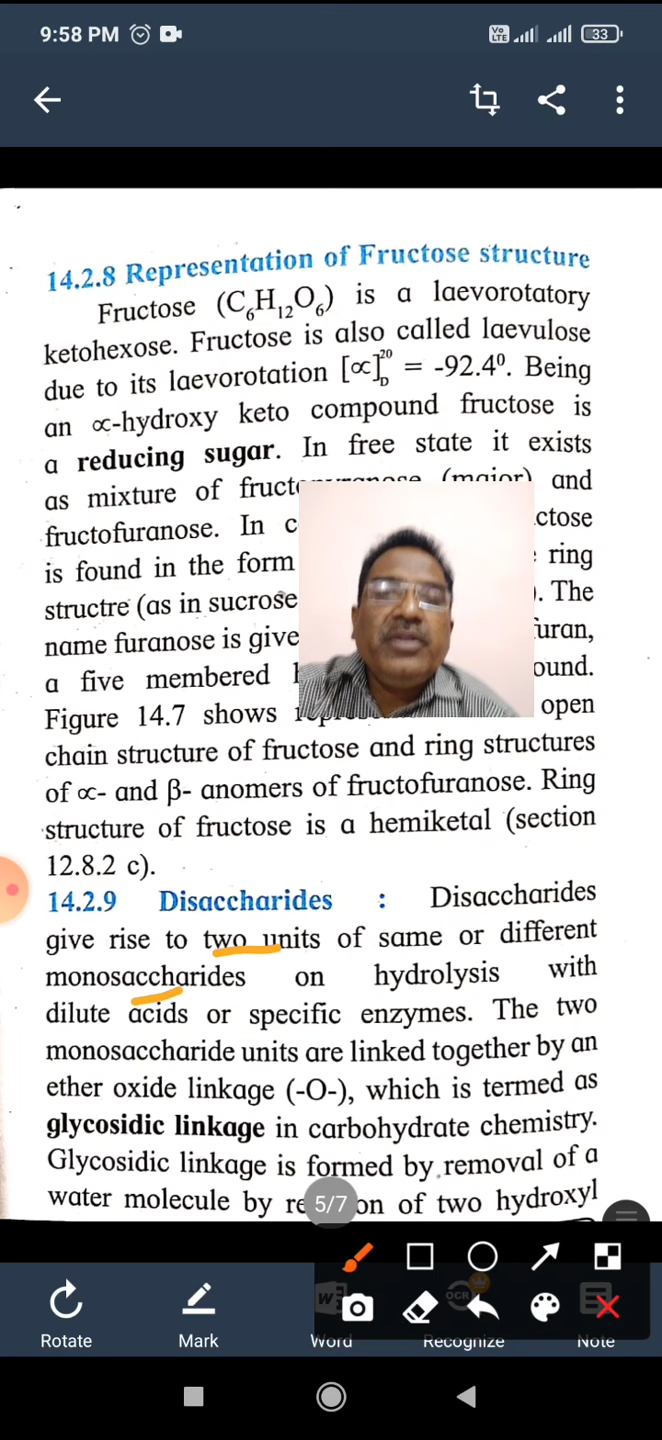 9:58 PM
Vo LTE 33
14.2.8 Representation of Fructose structure
Fructose (C₆H₁₂O₆) is a laevorotatory
ketohexose. Fructose is also called laevulose
due to its laevorotation [∝]D²⁰ = -92.4⁰. Being
an ∝-hydroxy keto compound fructose is
a reducing sugar. In free state it exists
as mixture of (major) and
fructofuranose. In
is found in the form ring
structre (as in sucrose ). The
name furanose is furan,
a five membered
Figure 14.7 shows open
chain structure of fructose and ring structures
of ∝- and β- anomers of fructofuranose. Ring
structure of fructose is a hemiketal (section
12.8.2 c).
14.2.9 Disaccharides : Disaccharides
give rise to two units of same or different
monosaccharides on hydrolysis with
dilute acids or specific enzymes. The two
monosaccharide units are linked together by an
ether oxide linkage (-O-), which is termed as
glycosidic linkage in carbohydrate chemistry.
Glycosidic linkage is formed by removal of a
water molecule by of two hydroxyl
5/7
W OCR
Rotate Mark Word Recognize Note